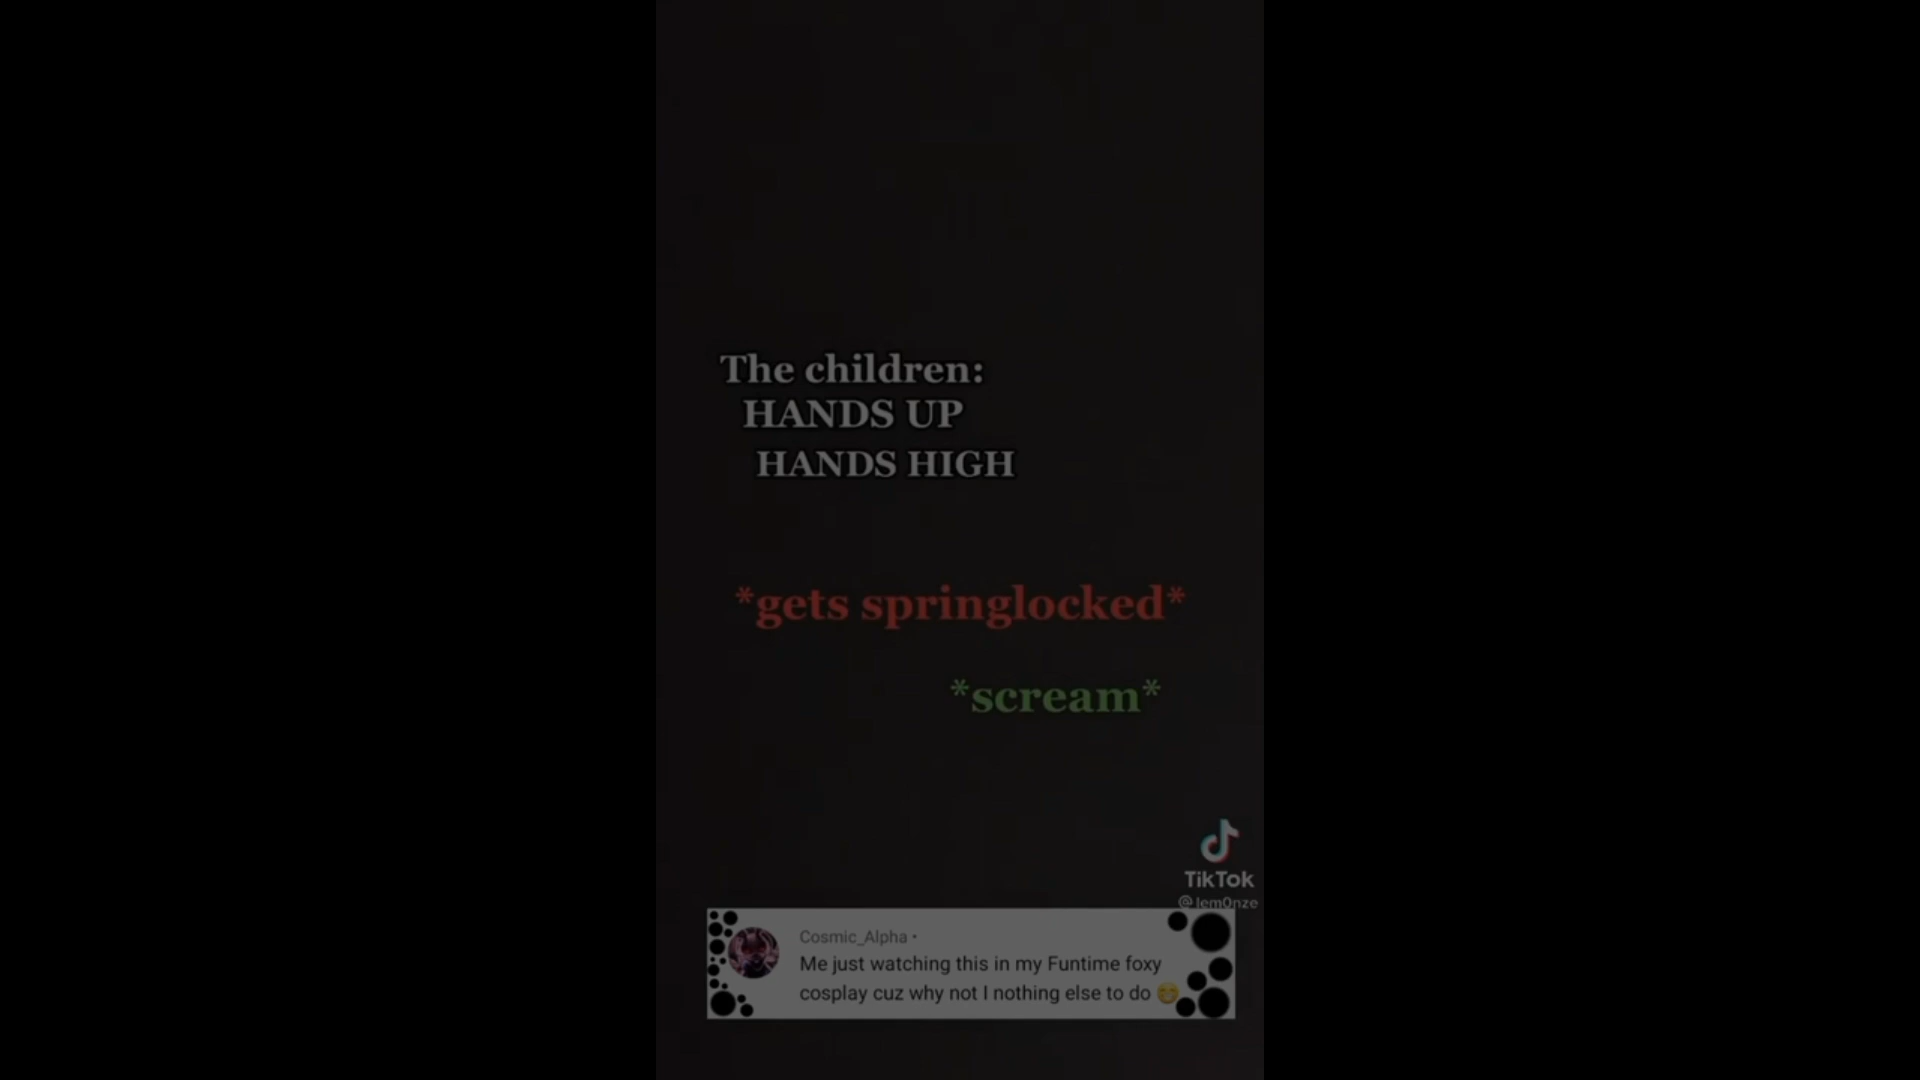 The children:
HANDS UP
HANDS HIGH
*gets springlocked*
*scream*
TikTok
@lem0nze
Cosmic_Alpha •
Me just watching this in my Funtime foxy
cosplay cuz why not I nothing else to do 😁